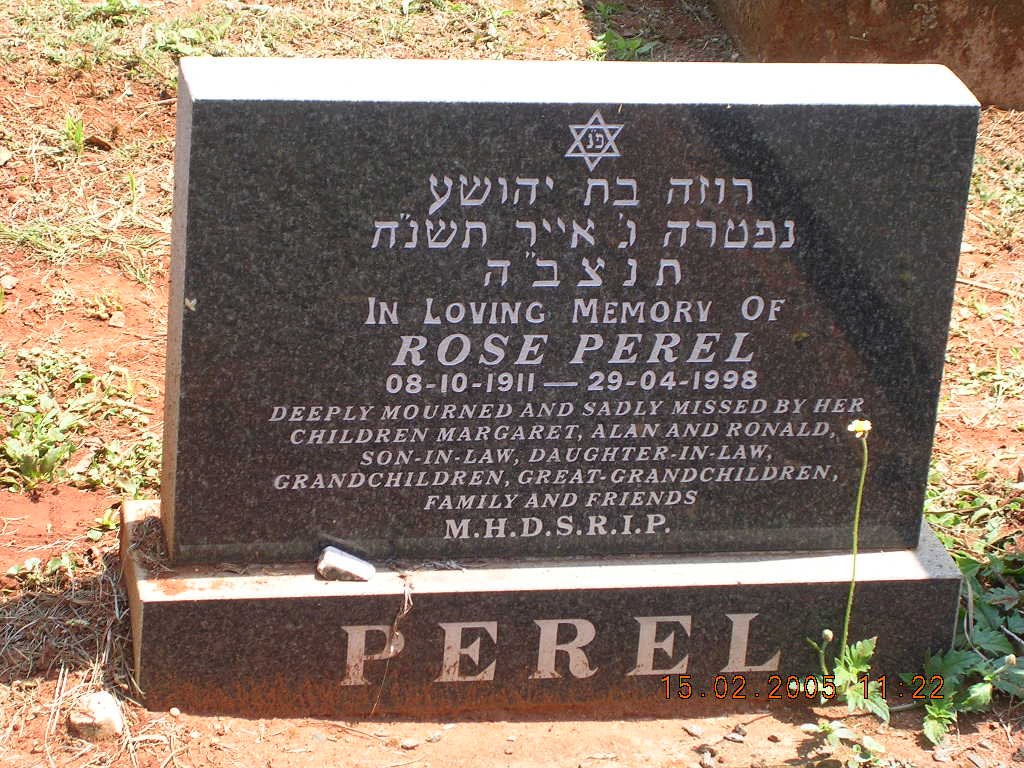 פ״נ
רוזה בת יהושע
נפטרה ג׳ אייר תשנ״ח
ת נ צ ב״ ה
IN LOVING MEMORY OF
ROSE PEREL
08-10-1911 — 29-04-1998
DEEPLY MOURNED AND SADLY MISSED BY HER
CHILDREN MARGARET, ALAN AND RONALD,
SON-IN-LAW, DAUGHTER-IN-LAW,
GRANDCHILDREN, GREAT-GRANDCHILDREN,
FAMILY AND FRIENDS
M.H.D.S.R.I.P.
PEREL
15.02.2005 11:22